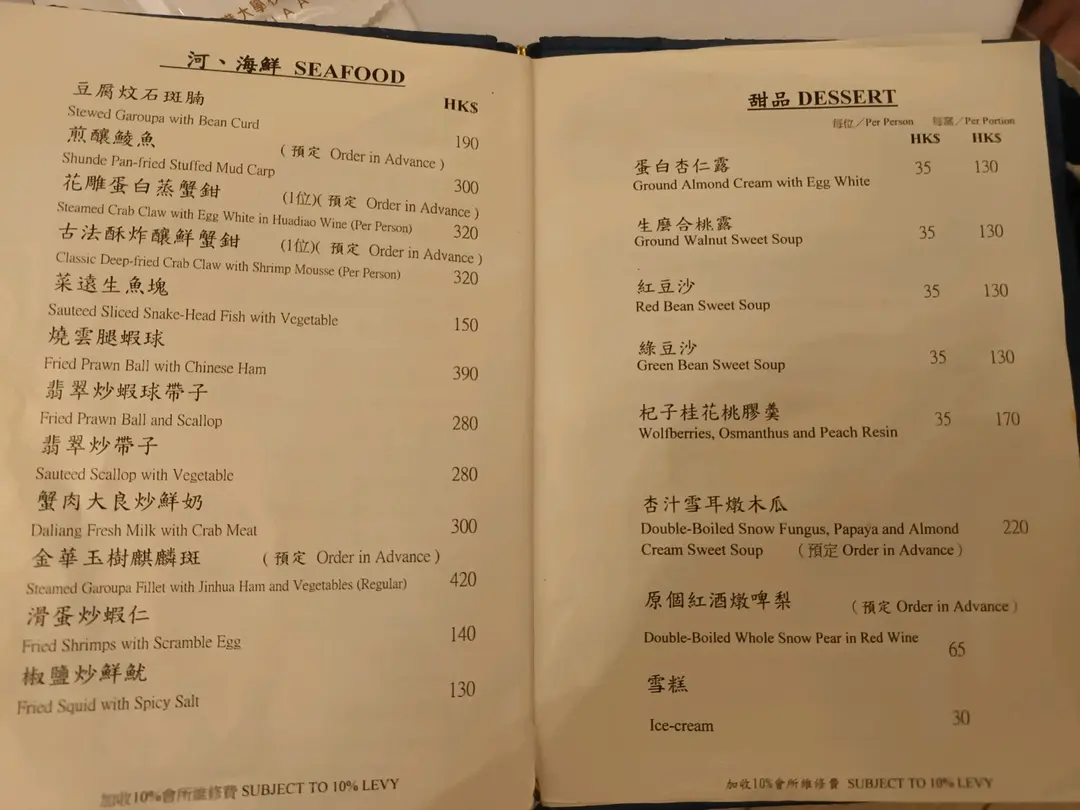 大學
A A
河、海鮮 SEAFOOD
HK$
豆腐炆石斑腩
Stewed Garoupa with Bean Curd 190
煎釀鯪魚 ( 預定 Order in Advance )
Shunde Pan-fried Stuffed Mud Carp 300
花雕蛋白蒸蟹鉗 (1位)( 預定 Order in Advance )
Steamed Crab Claw with Egg White in Huadiao Wine (Per Person) 320
古法酥炸釀鮮蟹鉗 (1位)( 預定 Order in Advance )
Classic Deep-fried Crab Claw with Shrimp Mousse (Per Person) 320
菜遠生魚塊
Sauteed Sliced Snake-Head Fish with Vegetable 150
燒雲腿蝦球
Fried Prawn Ball with Chinese Ham 390
翡翠炒蝦球帶子
Fried Prawn Ball and Scallop 280
翡翠炒帶子
Sauteed Scallop with Vegetable 280
蟹肉大良炒鮮奶
Daliang Fresh Milk with Crab Meat 300
金華玉樹麒麟斑 ( 預定 Order in Advance )
Steamed Garoupa Fillet with Jinhua Ham and Vegetables (Regular) 420
滑蛋炒蝦仁
Fried Shrimps with Scramble Egg 140
椒鹽炒鮮魷
Fried Squid with Spicy Salt 130
加收10%會所維修費 SUBJECT TO 10% LEVY
甜品 DESSERT
每位／Per Person 每窩／Per Portion
HK$ HK$
蛋白杏仁露
Ground Almond Cream with Egg White 35 130
生磨合桃露
Ground Walnut Sweet Soup 35 130
紅豆沙
Red Bean Sweet Soup 35 130
綠豆沙
Green Bean Sweet Soup 35 130
杞子桂花桃膠羹
Wolfberries, Osmanthus and Peach Resin 35 170
杏汁雪耳燉木瓜
Double-Boiled Snow Fungus, Papaya and Almond 220
Cream Sweet Soup ( 預定 Order in Advance )
原個紅酒燉啤梨 ( 預定 Order in Advance )
Double-Boiled Whole Snow Pear in Red Wine
65
雪糕
Ice-cream 30
加收10%會所維修費 SUBJECT TO 10% LEVY